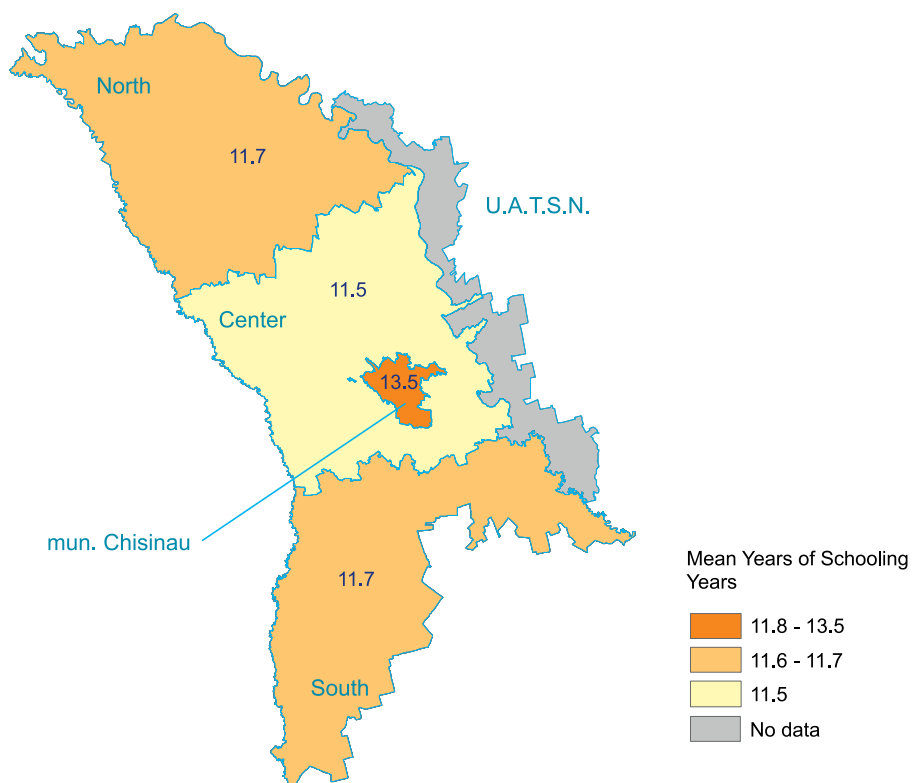 North
11.7
U.A.T.S.N.
11.5
Center
13.5
mun. Chisinau
11.7
South
Mean Years of Schooling
Years
11.8 - 13.5
11.6 - 11.7
11.5
No data